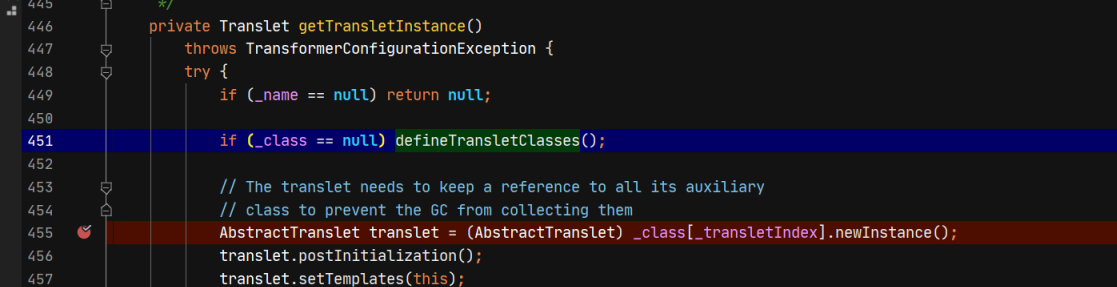 445 */
446 private Translet getTransletInstance()
447 throws TransformerConfigurationException {
448 try {
449 if (_name == null) return null;
450
451 if (_class == null) defineTransletClasses();
452
453 // The translet needs to keep a reference to all its auxiliary
454 // class to prevent the GC from collecting them
455 AbstractTranslet translet = (AbstractTranslet) _class[_transletIndex].newInstance();
456 translet.postInitialization();
457 translet.setTemplates(this);